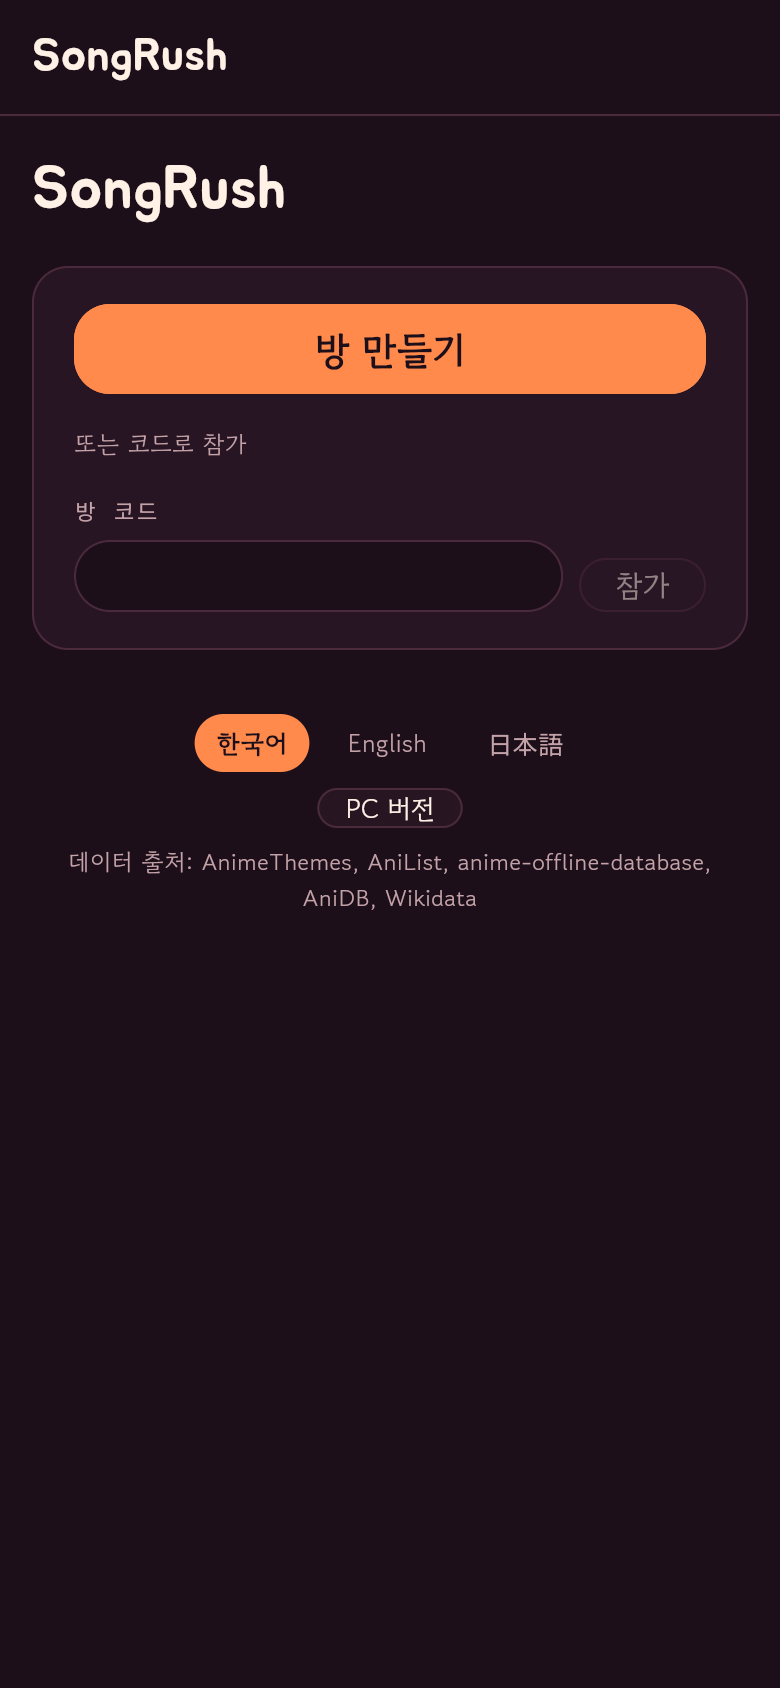 SongRush
SongRush
방 만들기
또는 코드로 참가
방 코드
참가
한국어 English 日本語
PC 버전
데이터 출처: AnimeThemes, AniList, anime-offline-database,
AniDB, Wikidata